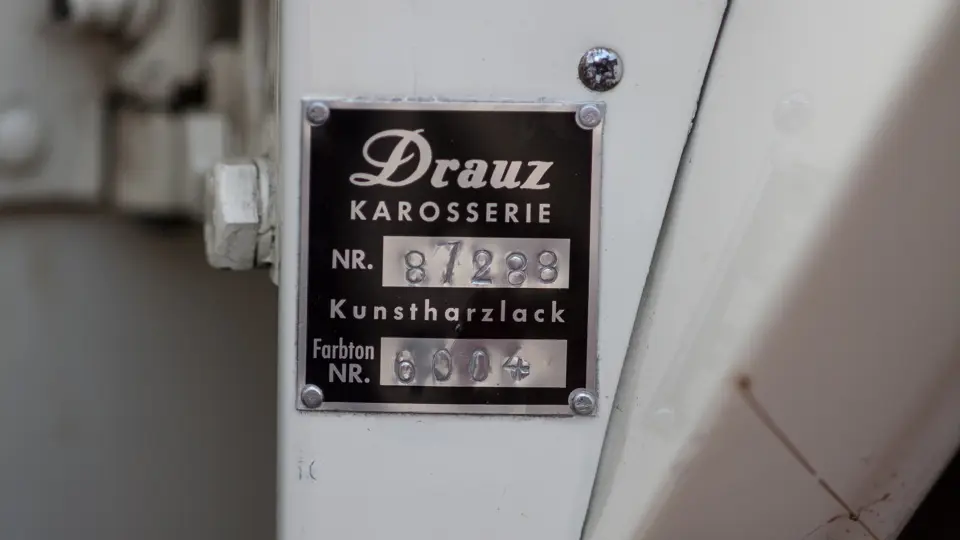 Drauz
KAROSSERIE
NR. 87288
Kunstharzlack
Farbton
NR. 6004